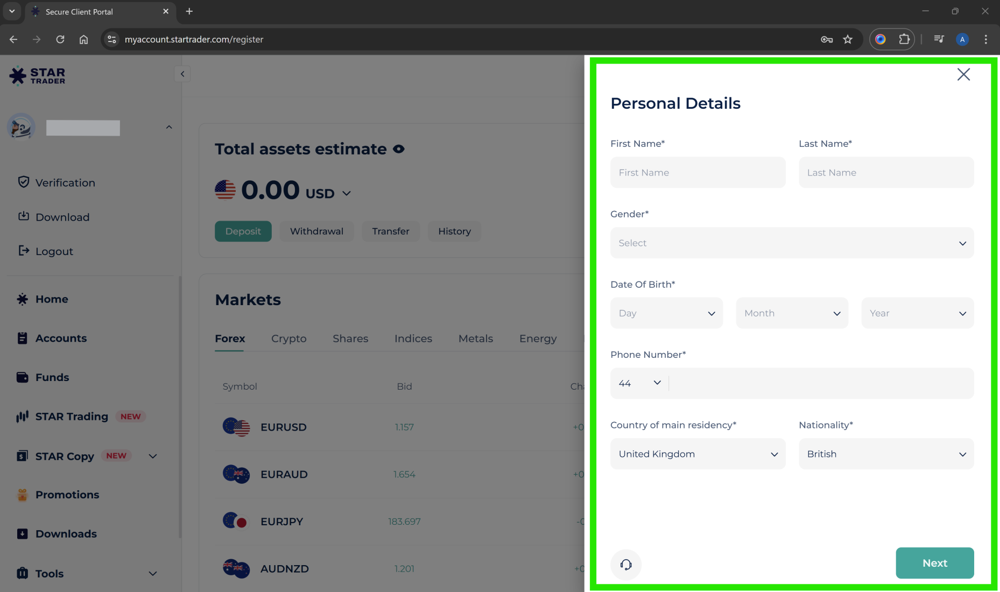 Secure Client Portal
myaccount.startrader.com/register
A
STAR
TRADER
Verification
Download
Logout
Home
Accounts
Funds
STAR Trading NEW
STAR Copy NEW
Promotions
Downloads
Tools
Total assets estimate
0.00 USD
Deposit Withdrawal Transfer History
Markets
Forex Crypto Shares Indices Metals Energy
Symbol Bid Cha
EURUSD 1.157 +0
EURAUD 1.654 +0
EURJPY 183.697 -0
AUDNZD 1.201 +0
Personal Details
First Name* Last Name*
First Name Last Name
Gender*
Select
Date Of Birth*
Day Month Year
Phone Number*
44
Country of main residency* Nationality*
United Kingdom British
Next